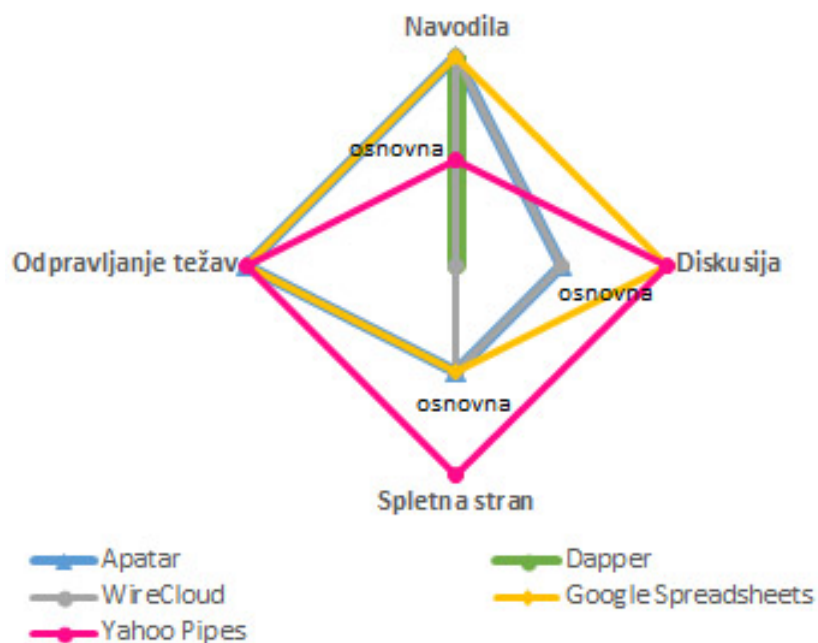 Navodila
osnovna
Odpravljanje težav
Diskusija
osnovna
osnovna
Spletna stran
Apatar
Dapper
WireCloud
Google Spreadsheets
Yahoo Pipes